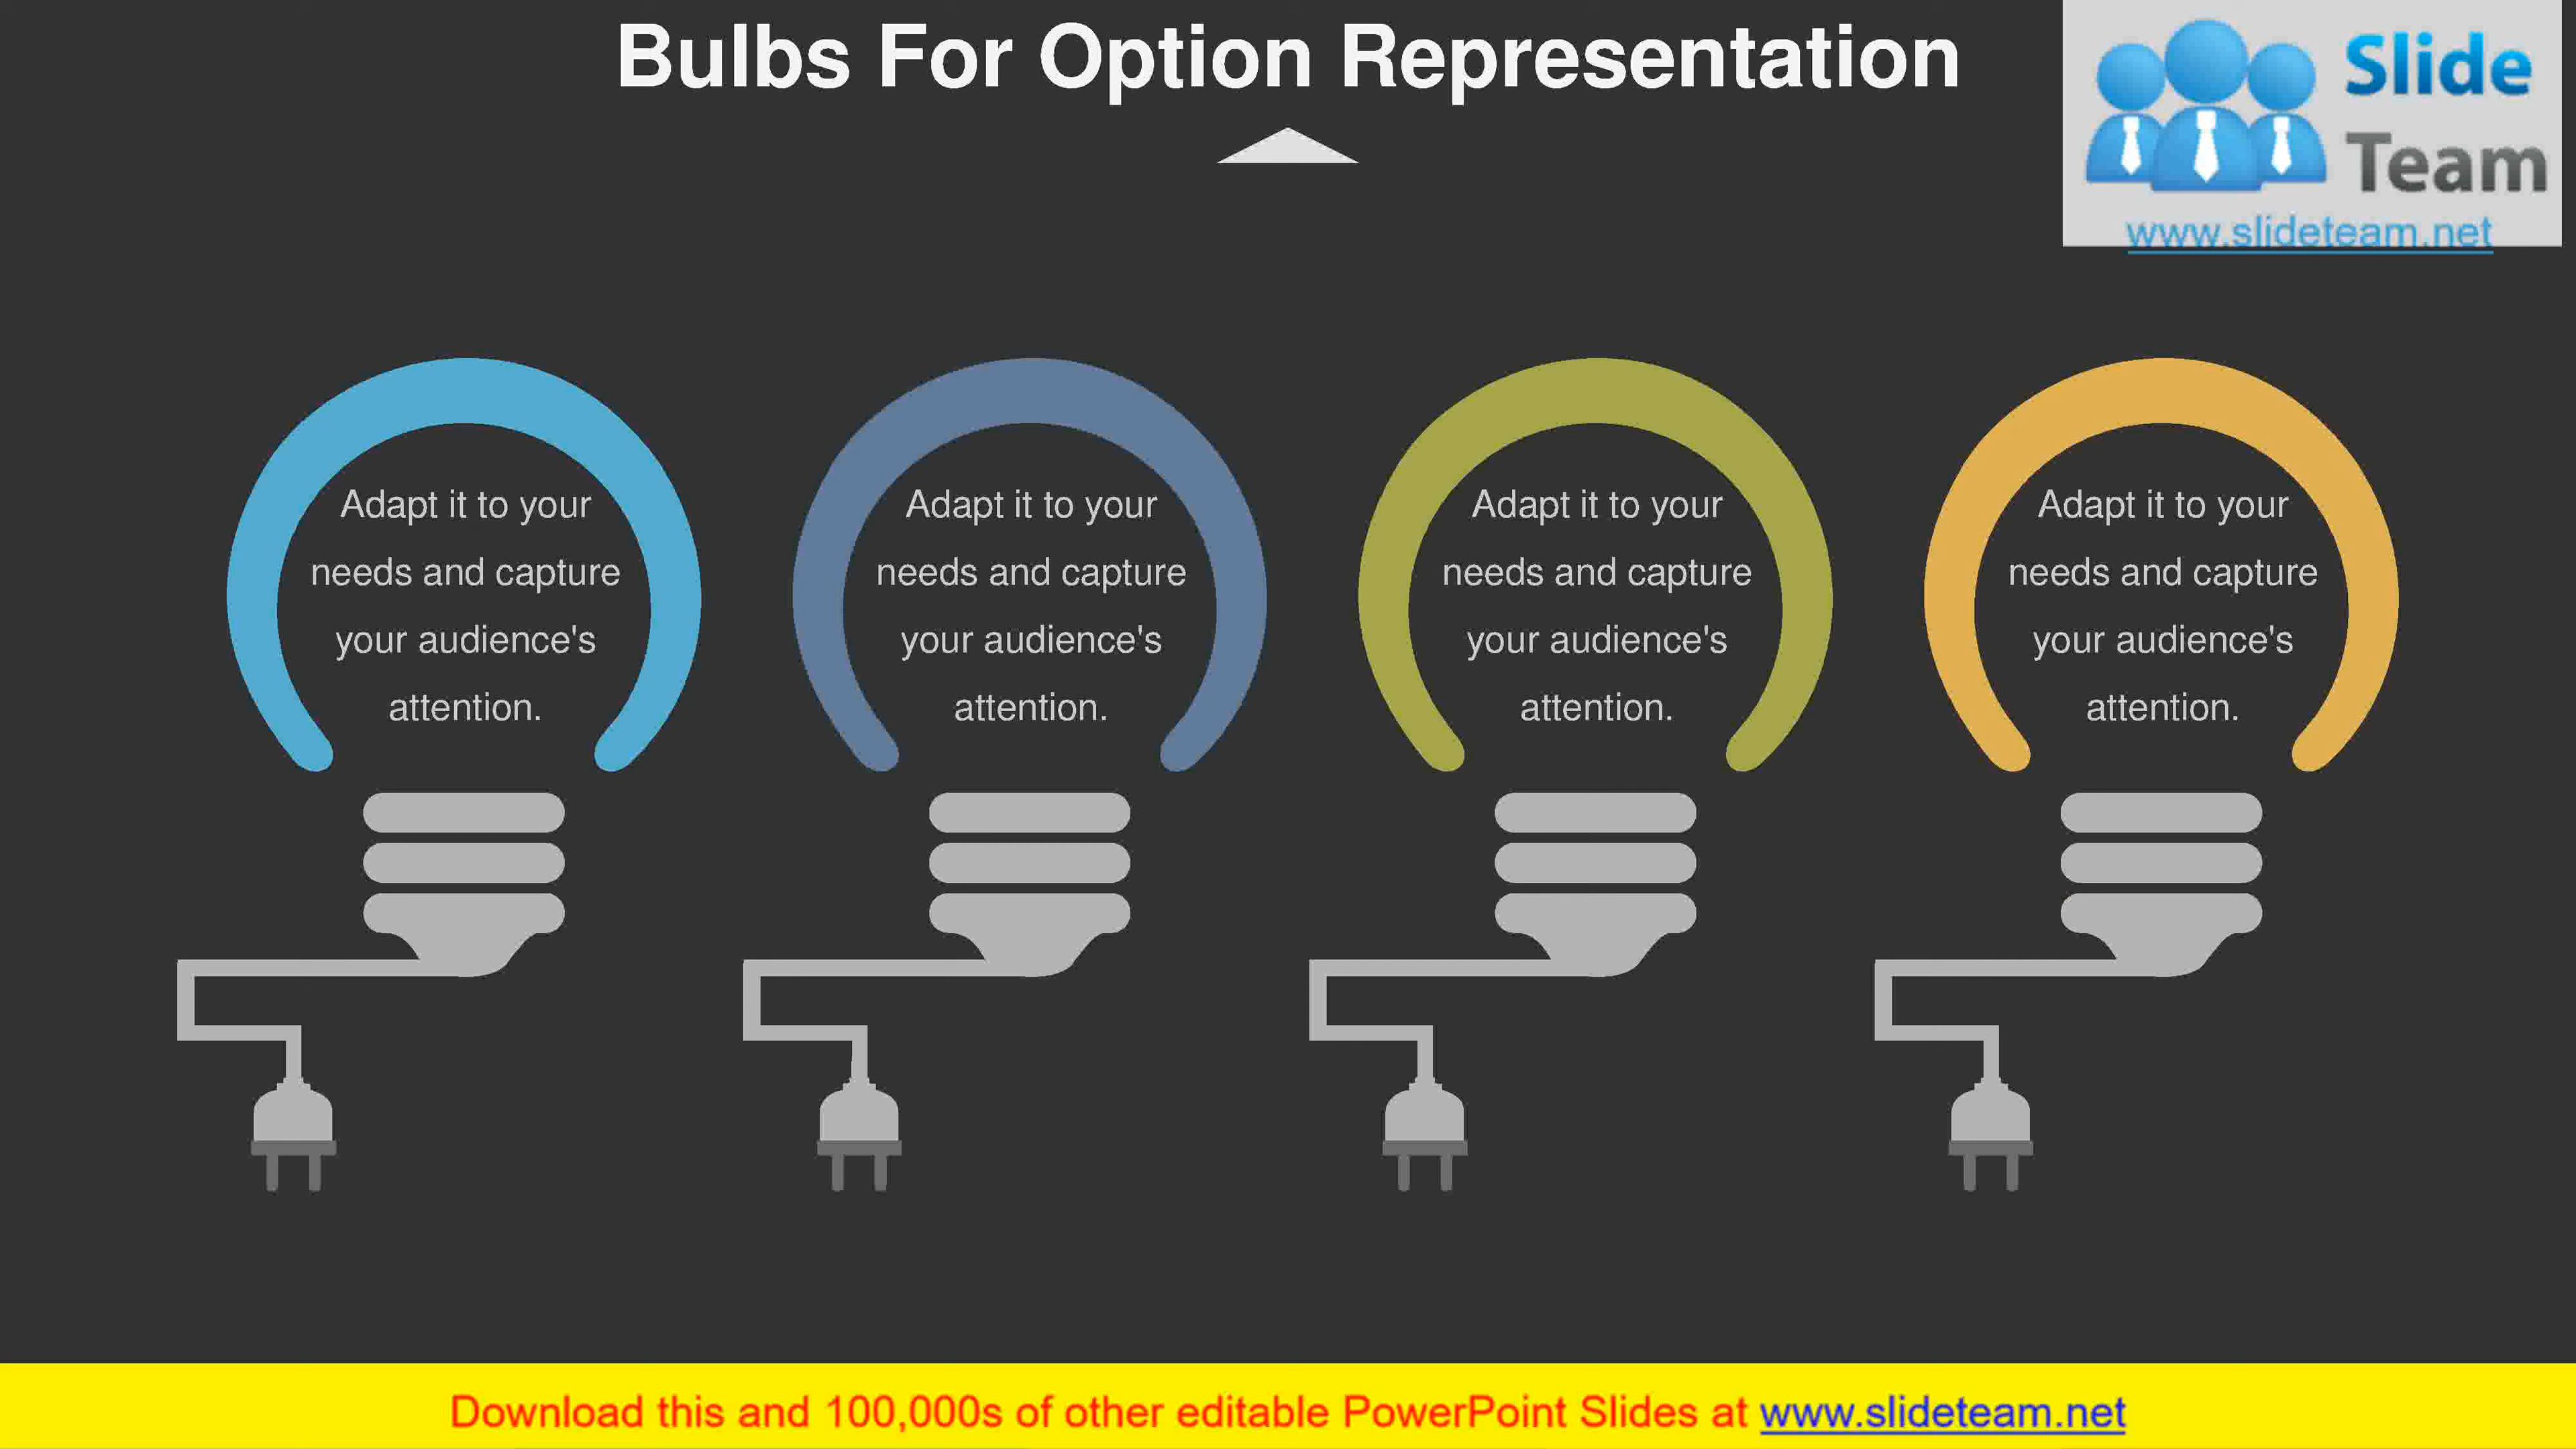 Bulbs For Option Representation
Slide
Team
www.slideteam.net
Adapt it to your
needs and capture
your audience's
attention.
Adapt it to your
needs and capture
your audience's
attention.
Adapt it to your
needs and capture
your audience's
attention.
Adapt it to your
needs and capture
your audience's
attention.
Download this and 100,000s of other editable PowerPoint Slides at www.slideteam.net